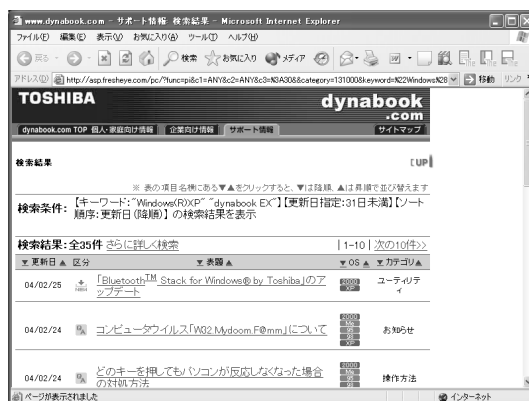 www.dynabook.com - サポート情報 検索結果 - Microsoft Internet Explorer
ファイル(F) 編集(E) 表示(V) お気に入り(A) ツール(T) ヘルプ(H)
戻る 検索 お気に入り メディア
アドレス(D) http://asp.fresheye.com/pc/?func=pi&c1=ANY&c2=ANY&c3=%3A30&&category=131000&keyword=%22Windows%28 移動 リンク
TOSHIBA dynabook.com
dynabook.com TOP 個人・家庭向け情報 企業向け情報 サポート情報 サイトマップ
検索結果 UP
※ 表の項目名横にある▼▲をクリックすると、▼は降順、▲は昇順で並び替えます
検索条件: 【キーワード:"Windows(R)XP" "dynabook EX"】【更新日指定:31日未満】【ソート
順序:更新日(降順)】の検索結果を表示
検索結果:全35件 さらに詳しく検索 |1-10| 次の10件>>
▼更新日▲ 区分 ▼表題▲ ▼OS▲ ▼カテゴリ▲
04/02/25 「Bluetooth™ Stack for Windows® by Toshiba」のア
ップデート 2000 XP ユーティリティ
04/02/24 コンピュータウイルス「W32.Mydoom.F@mm」について 2000 Me 98 95 XP お知らせ
04/02/24 どのキーを押してもパソコンが反応しなくなった場合
の対処方法 2000 Me 98 操作方法
ページが表示されました インターネット